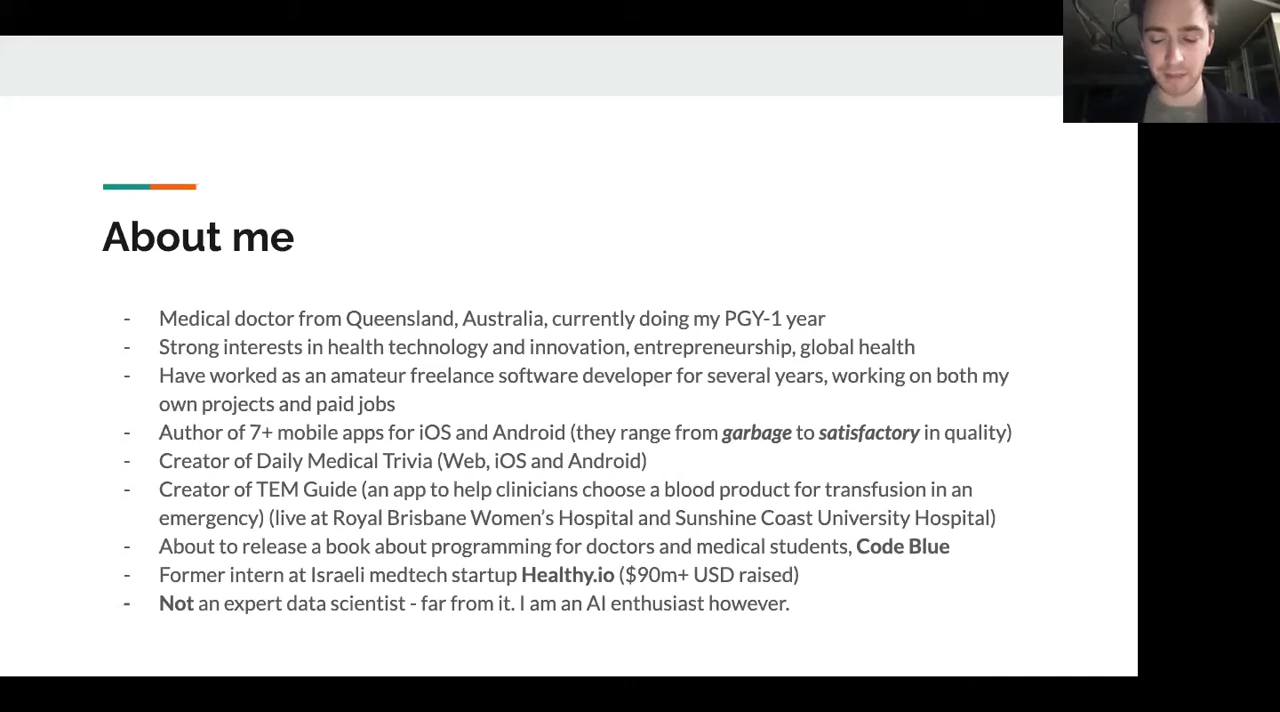 About me
- Medical doctor from Queensland, Australia, currently doing my PGY-1 year
- Strong interests in health technology and innovation, entrepreneurship, global health
- Have worked as an amateur freelance software developer for several years, working on both my
own projects and paid jobs
- Author of 7+ mobile apps for iOS and Android (they range from garbage to satisfactory in quality)
- Creator of Daily Medical Trivia (Web, iOS and Android)
- Creator of TEM Guide (an app to help clinicians choose a blood product for transfusion in an
emergency) (live at Royal Brisbane Women's Hospital and Sunshine Coast University Hospital)
- About to release a book about programming for doctors and medical students, Code Blue
- Former intern at Israeli medtech startup Healthy.io ($90m+ USD raised)
- Not an expert data scientist - far from it. I am an AI enthusiast however.